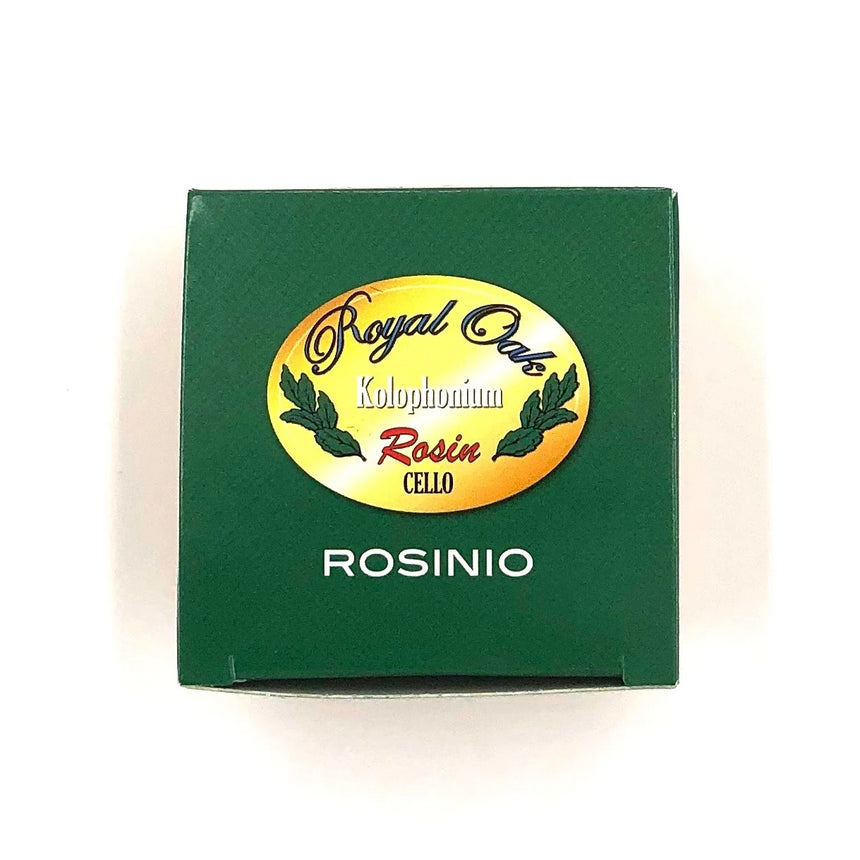 Royal Oak
Kolophonium
Rosin
CELLO
ROSINIO